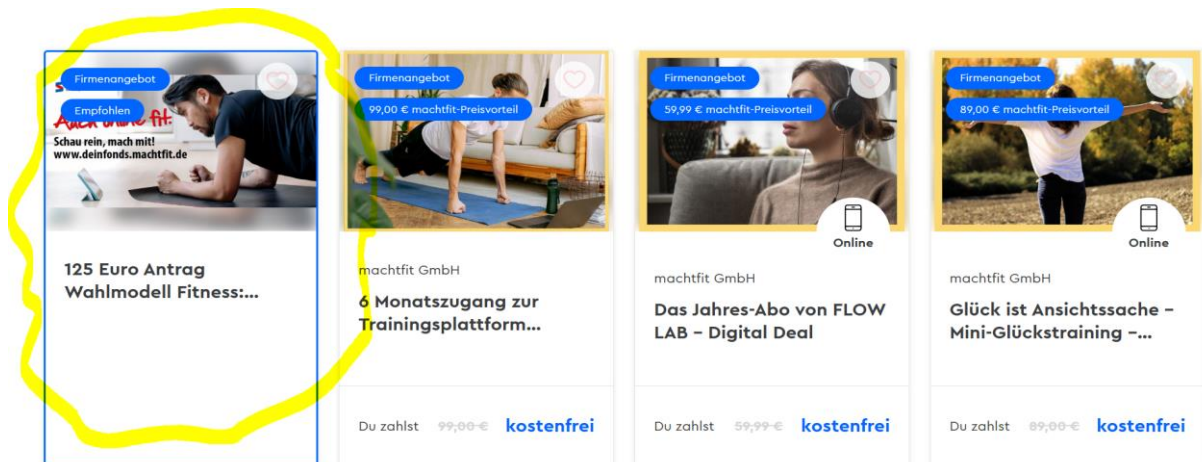 Firmenangebot
Empfohlen
Auch ohne fit.
Schau rein, mach mit!
www.deinfonds.machtfit.de
125 Euro Antrag
Wahlmodell Fitness:...
Firmenangebot
99,00 € machtfit-Preisvorteil
machtfit GmbH
6 Monatszugang zur
Trainingsplattform...
Du zahlst 99,00 € kostenfrei
Firmenangebot
59,99 € machtfit-Preisvorteil
Online
machtfit GmbH
Das Jahres-Abo von FLOW
LAB – Digital Deal
Du zahlst 59,99 € kostenfrei
Firmenangebot
89,00 € machtfit-Preisvorteil
Online
machtfit GmbH
Glück ist Ansichtssache –
Mini-Glückstraining –...
Du zahlst 89,00 € kostenfrei